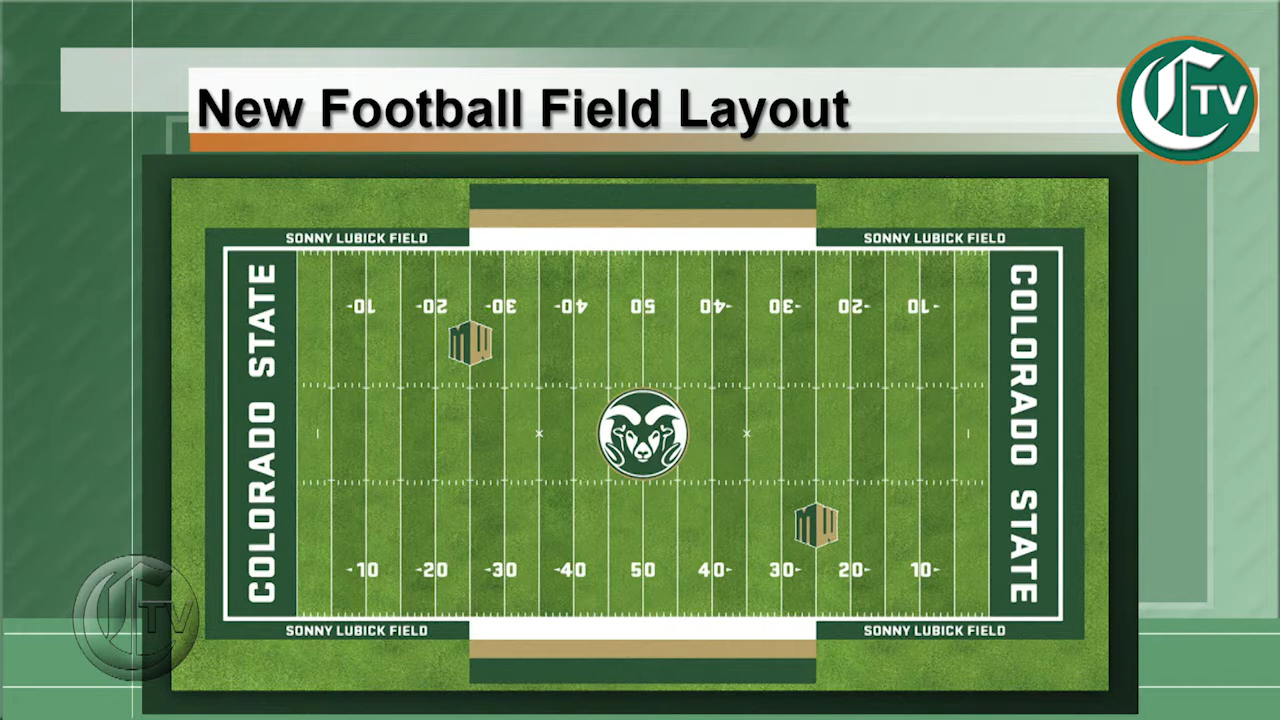 New Football Field Layout
CTV
SONNY LUBICK FIELD SONNY LUBICK FIELD
COLORADO STATE
COLORADO STATE
10 20 30 40 50 40 30 20 10
MW
X X
MW
10 20 30 40 50 40 30 20 10
SONNY LUBICK FIELD SONNY LUBICK FIELD
CTV